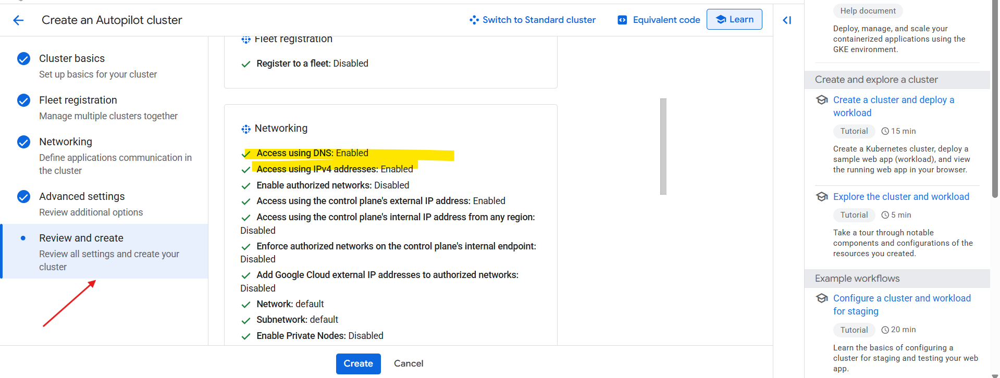 Create an Autopilot cluster
Switch to Standard cluster
Equivalent code
Learn
Cluster basics
Set up basics for your cluster
Fleet registration
Manage multiple clusters together
Networking
Define applications communication in
the cluster
Advanced settings
Review additional options
Review and create
Review all settings and create your
cluster
Fleet registration
Register to a fleet: Disabled
Networking
Access using DNS: Enabled
Access using IPv4 addresses: Enabled
Enable authorized networks: Disabled
Access using the control plane's external IP address: Enabled
Access using the control plane's internal IP address from any region:
Disabled
Enforce authorized networks on the control plane's internal endpoint:
Disabled
Add Google Cloud external IP addresses to authorized networks:
Disabled
Network: default
Subnetwork: default
Enable Private Nodes: Disabled
Create
Cancel
Help document
Deploy, manage, and scale your
containerized applications using the
GKE environment.
Create and explore a cluster
Create a cluster and deploy a
workload
Tutorial
15 min
Create a Kubernetes cluster, deploy a
sample web app (workload), and view
the running web app in your browser.
Explore the cluster and workload
Tutorial
5 min
Take a tour through notable
components and configurations of the
resources you created.
Example workflows
Configure a cluster and workload
for staging
Tutorial
20 min
Learn the basics of configuring a
cluster for staging and testing your web
app.